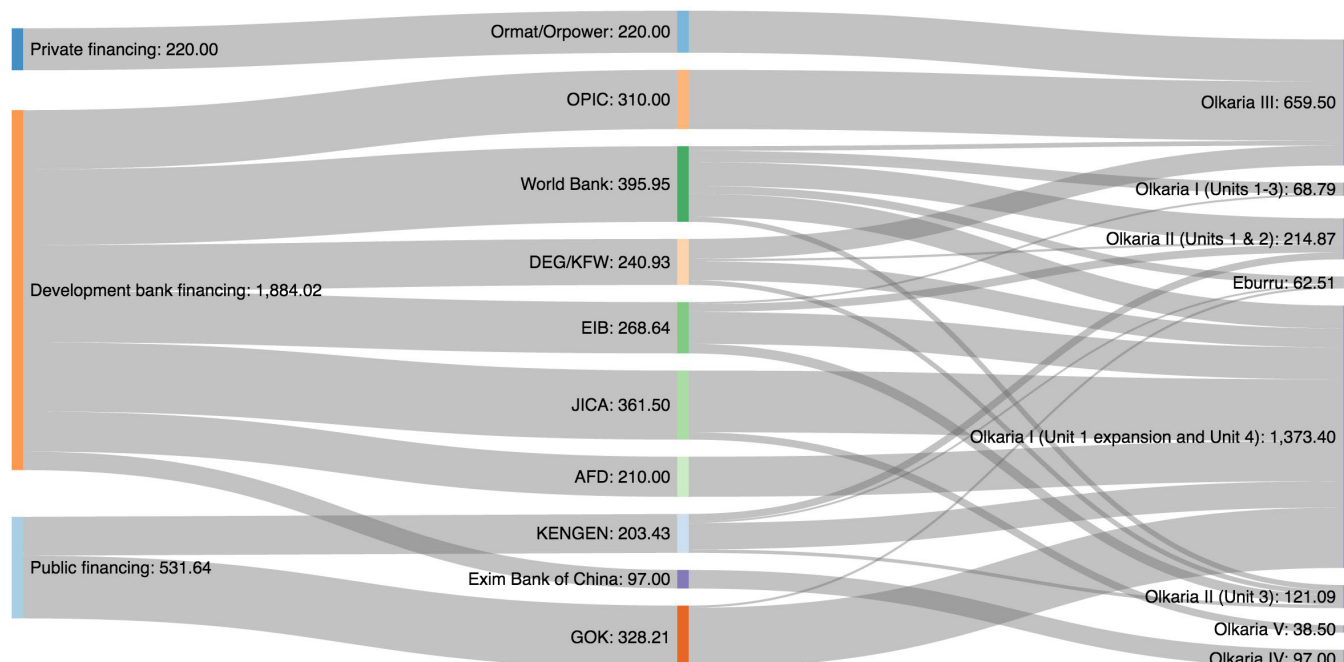 Private financing: 220.00
Development bank financing: 1,884.02
Public financing: 531.64
Ormat/Orpower: 220.00
OPIC: 310.00
World Bank: 395.95
DEG/KFW: 240.93
EIB: 268.64
JICA: 361.50
AFD: 210.00
KENGEN: 203.43
Exim Bank of China: 97.00
GOK: 328.21
Olkaria III: 659.50
Olkaria I (Units 1-3): 68.79
Olkaria II (Units 1 & 2): 214.87
Eburru: 62.51
Olkaria I (Unit 1 expansion and Unit 4): 1,373.40
Olkaria II (Unit 3): 121.09
Olkaria V: 38.50
Olkaria IV: 97.00